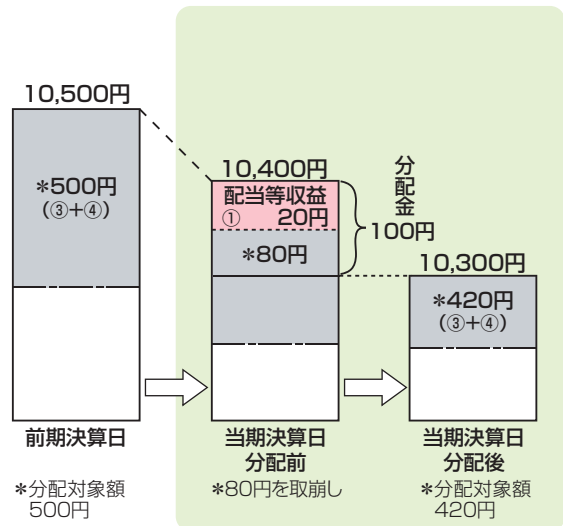 10,500円
*500円
(③+④)
前期決算日
*分配対象額
500円
10,400円
配当等収益
① 20円
*80円
分配金
100円
当期決算日
分配前
*80円を取崩し
10,300円
*420円
(③+④)
当期決算日
分配後
*分配対象額
420円